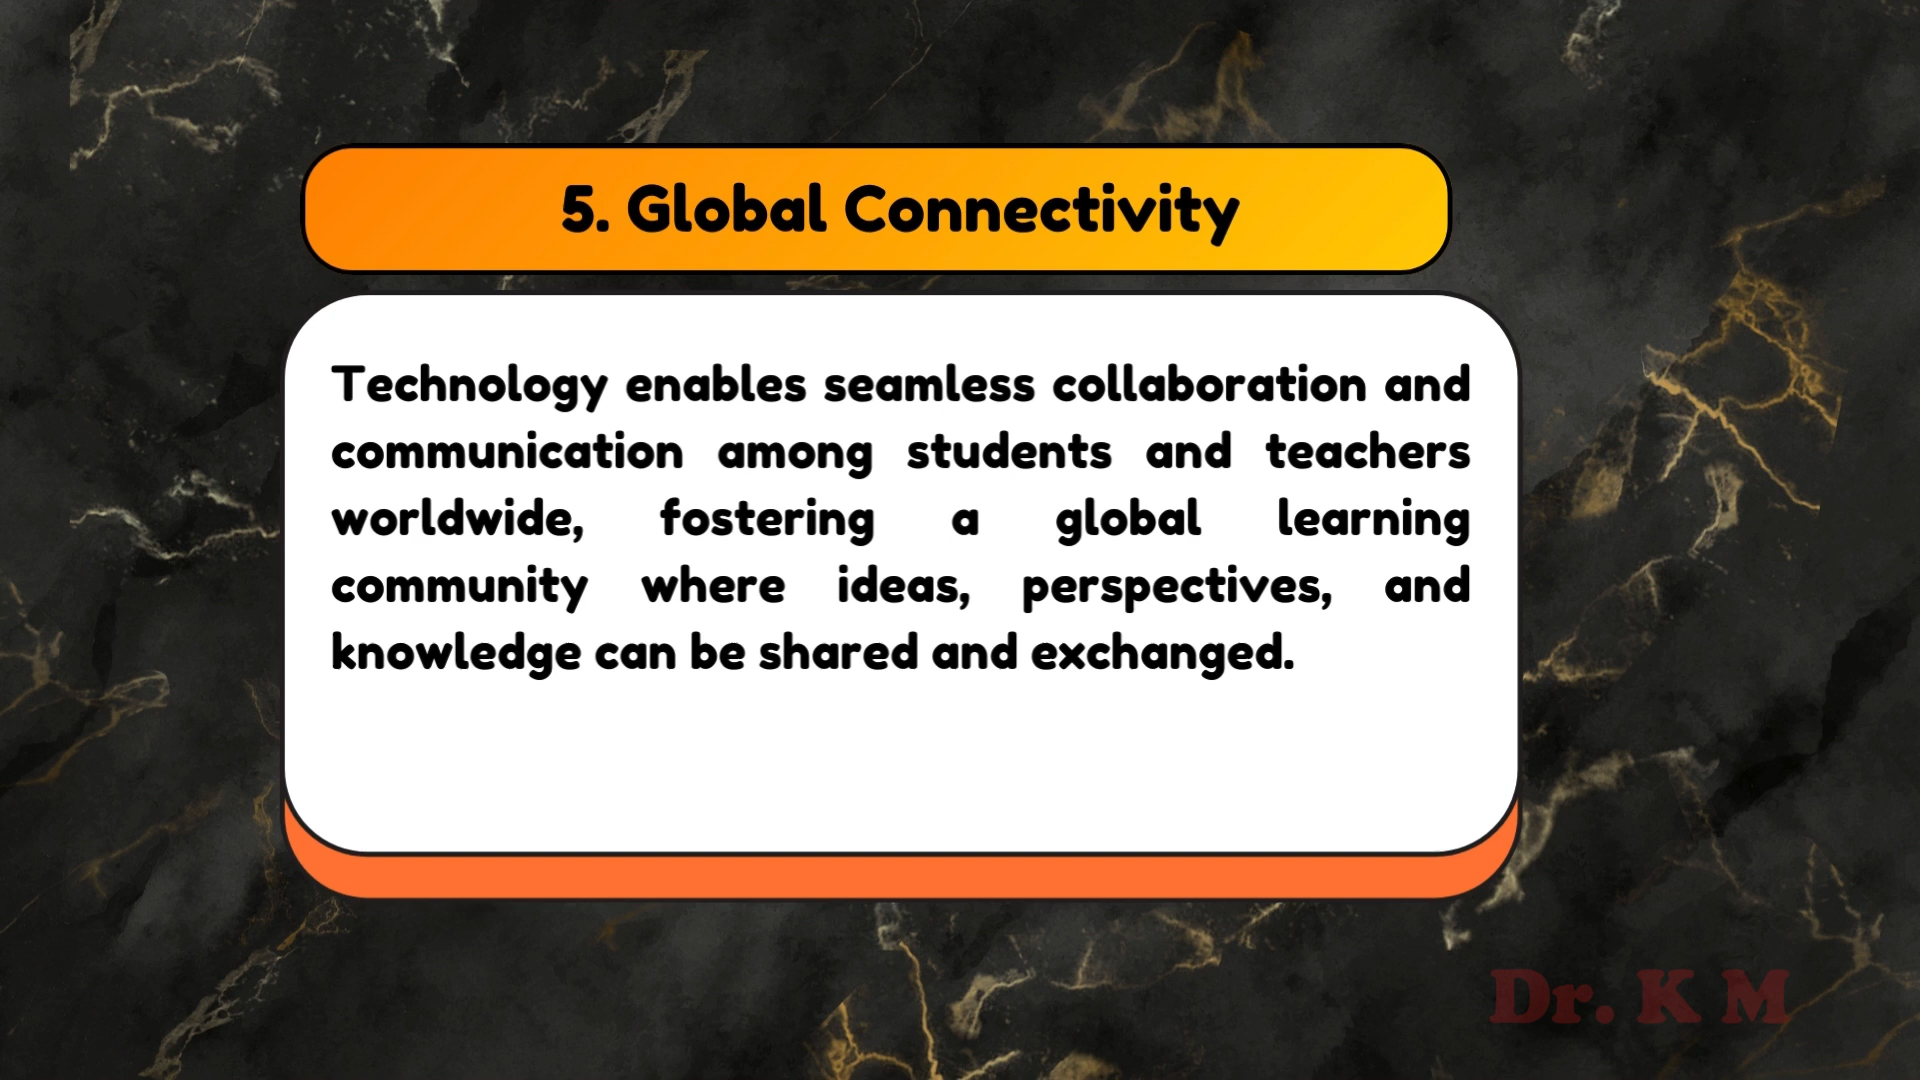 5. Global Connectivity
Technology enables seamless collaboration and
communication among students and teachers
worldwide, fostering a global learning
community where ideas, perspectives, and
knowledge can be shared and exchanged.
Dr. K M